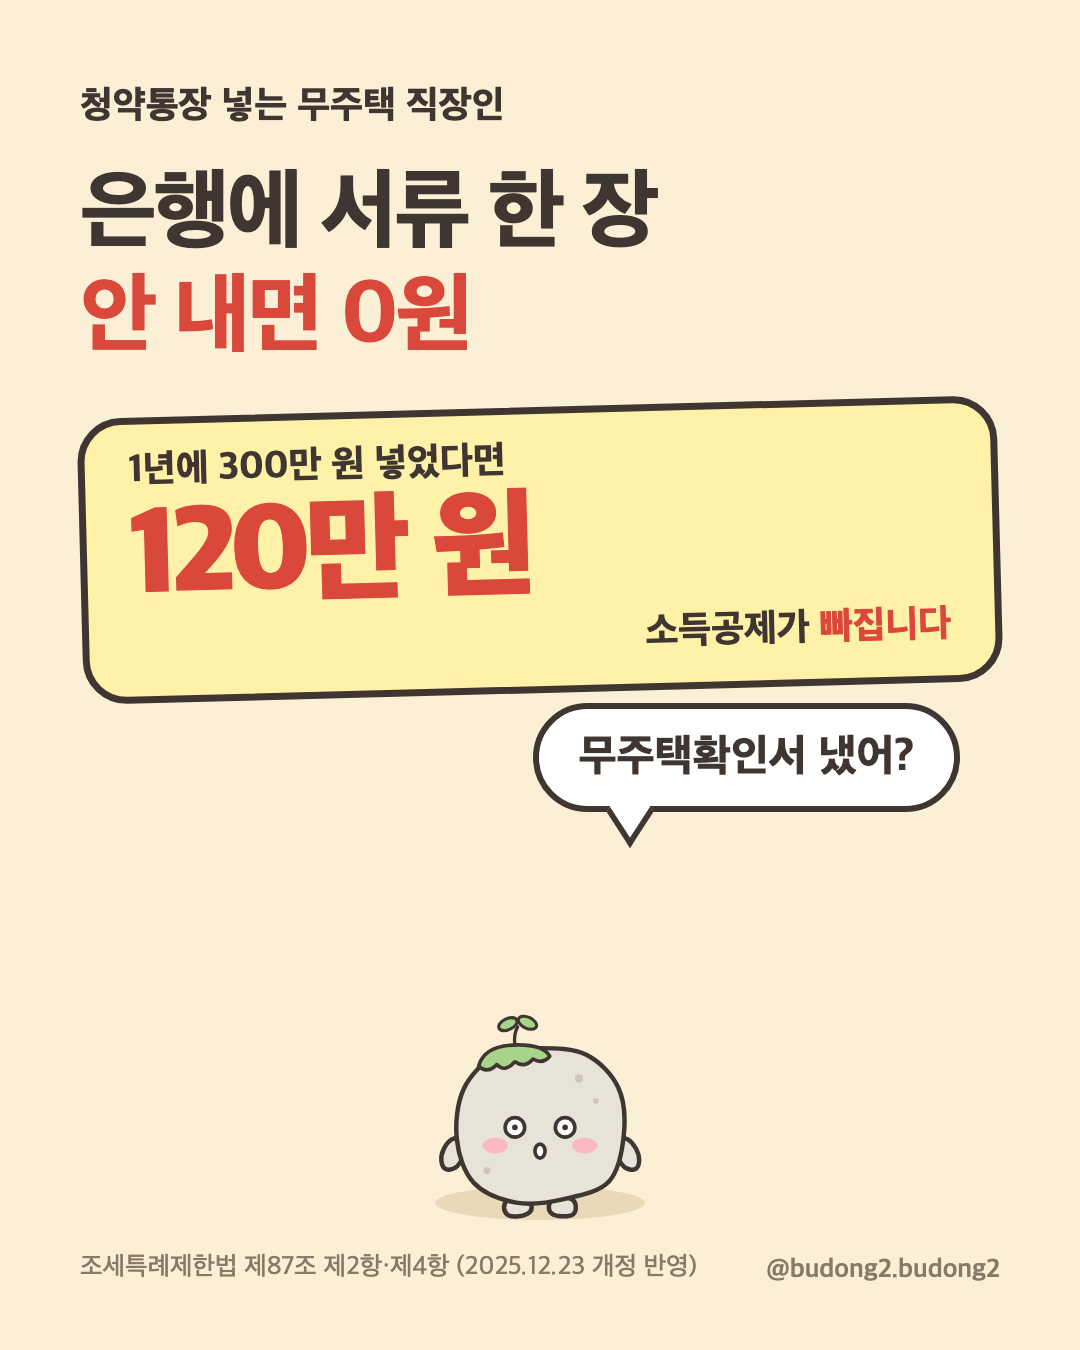 청약통장 넣는 무주택 직장인
은행에 서류 한 장
안 내면 0원
1년에 300만 원 넣었다면
120만 원
소득공제가 빠집니다
무주택확인서 냈어?
조세특례제한법 제87조 제2항·제4항 (2025.12.23 개정 반영)
@budong2.budong2